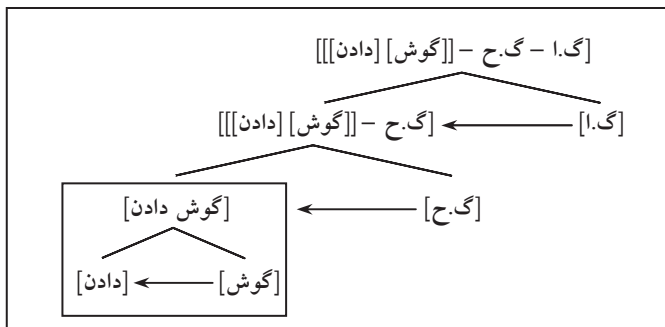 [گ.ا – گ.ح – [[گوش] [دادن]]]
[گ.ا] [گ.ح – [[گوش] [دادن]]]
[گ.ح] [گوش دادن]
[گوش] [دادن]